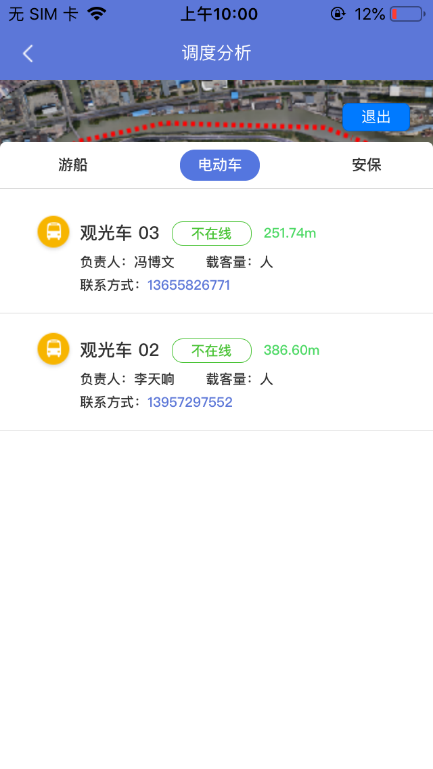 无 SIM 卡 上午10:00 12%
调度分析
退出
游船 电动车 安保
观光车 03 不在线 251.74m
负责人：冯博文 载客量：人
联系方式：13655826771
观光车 02 不在线 386.60m
负责人：李天响 载客量：人
联系方式：13957297552